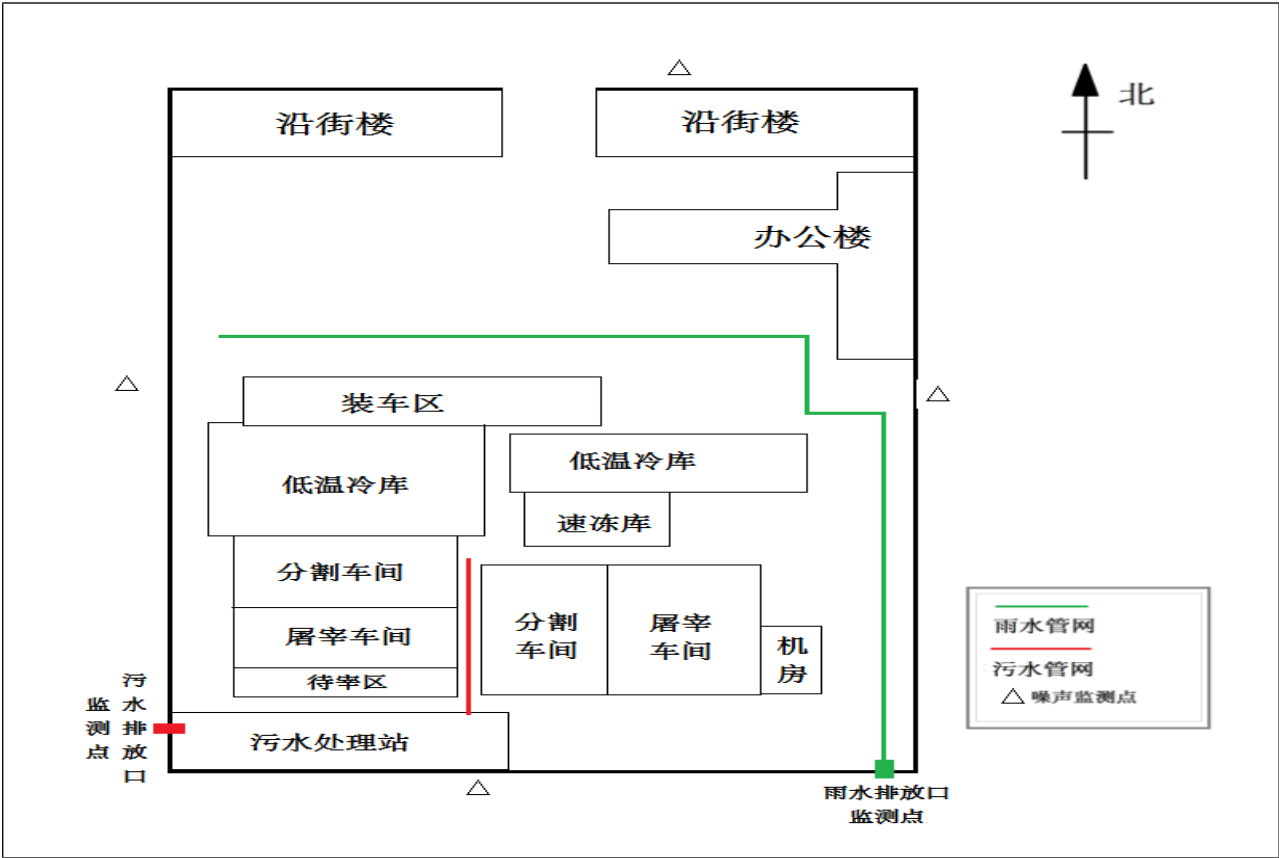 北
沿街楼
沿街楼
办公楼
装车区
低温冷库
低温冷库
速冻库
分割车间
屠宰车间
待宰区
分割
车间
屠宰
车间
机
房
污水处理站
污水排放口
监测点
雨水排放口
监测点
雨水管网
污水管网
噪声监测点